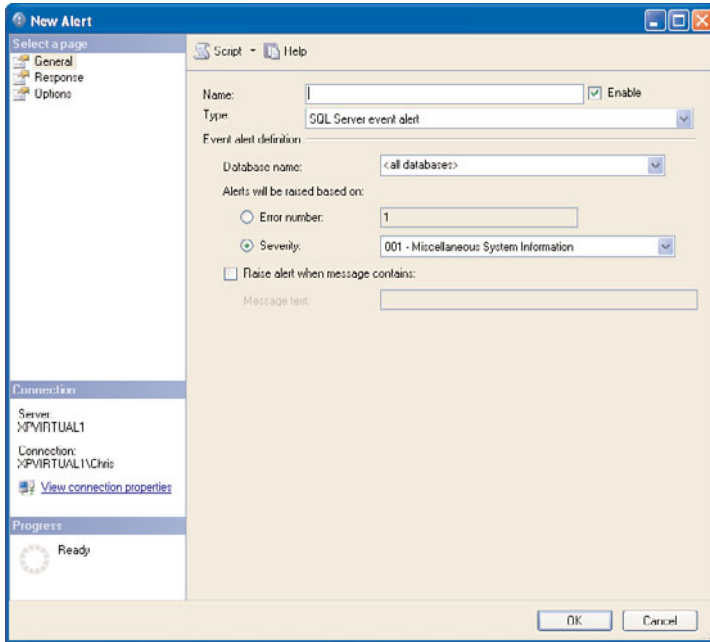 New Alert
Select a page
General
Response
Options
Script
Help
Name:
Enable
Type:
SQL Server event alert
Event alert definition
Database name:
<all databases>
Alerts will be raised based on:
Error number:
1
Severity:
001 - Miscellaneous System Information
Raise alert when message contains:
Message text:
Connection
Server:
XPVIRTUAL1
Connection:
XPVIRTUAL1\Chris
View connection properties
Progress
Ready
OK
Cancel